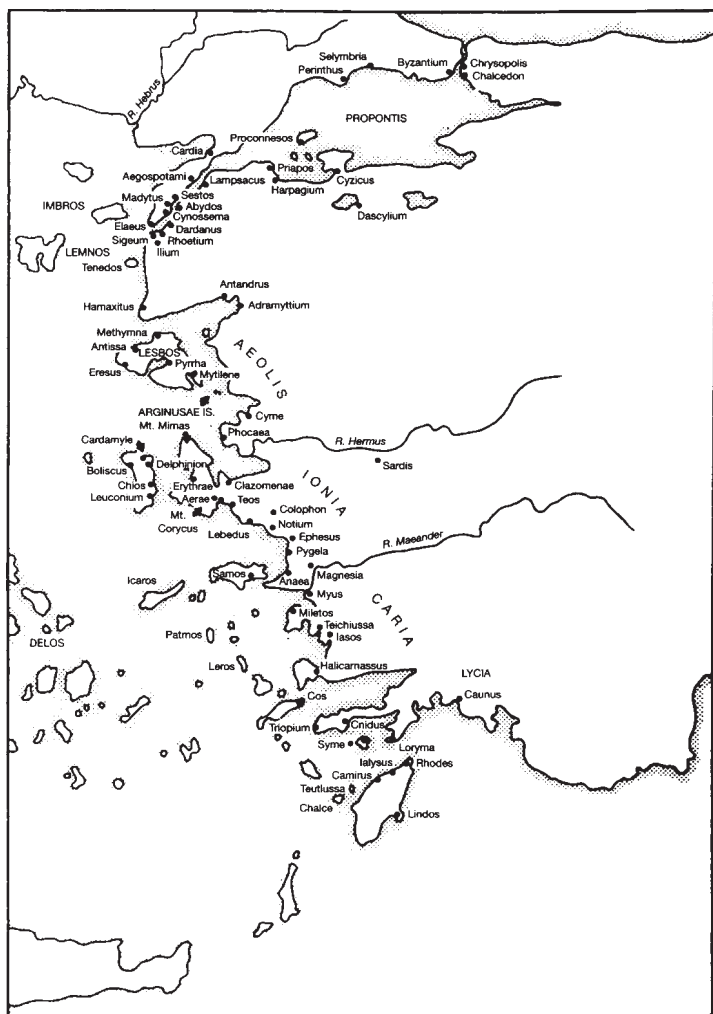 Selymbria
Perinthus
Byzantium
Chrysopolis
Chalcedon
R. Hebrus
PROPONTIS
Proconnesos
Cardia
Priapos
Aegospotami
Lampsacus
Harpagium
Cyzicus
Madytus
Sestos
Abydos
IMBROS
Cynossema
Dascylium
Elaeus
Dardanus
Sigeum
Rhoetium
Ilium
LEMNOS
Tenedos
Antandrus
Hamaxitus
Adramyttium
Methymna
AEOLIS
Antissa
LESBOS
Pyrrha
Eresus
Mytilene
ARGINUSAE IS.
Cyme
Mt. Mimas
Cardamyle
Phocaea
R. Hermus
Boliscus
Delphinion
Sardis
IONIA
Erythrae
Clazomenae
Chios
Leuconium
Aerae
Teos
Mt.
Corycus
Colophon
Lebedus
Notium
Ephesus
R. Maeander
Pygela
Icaros
Samos
Anaea
Magnesia
Myus
CARIA
Miletos
Teichiussa
Patmos
Iasos
DELOS
Leros
Halicarnassus
LYCIA
Cos
Caunus
Triopium
Cnidus
Syme
Loryma
Ialysus
Rhodes
Camirus
Teutlussa
Chalce
Lindos